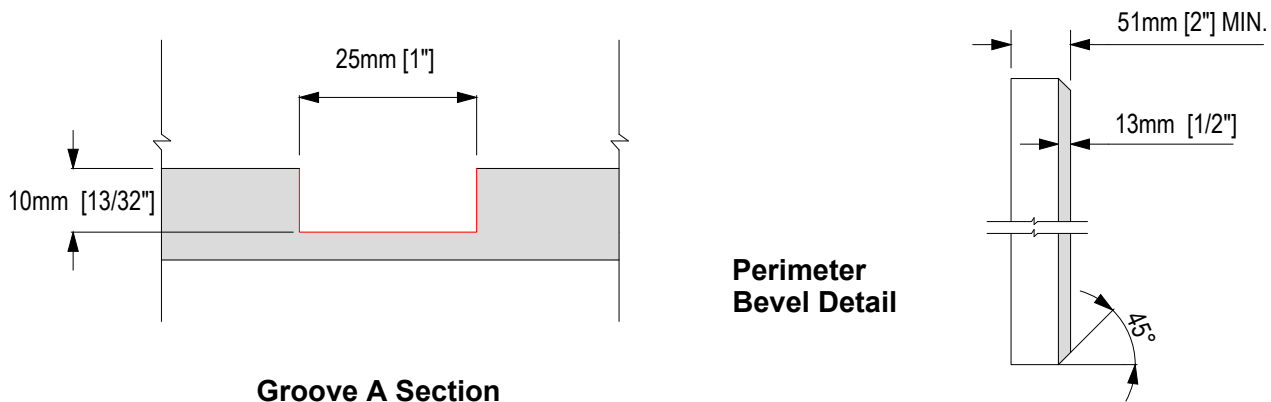 25mm [1"]
10mm [13/32"]
Groove A Section
51mm [2"] MIN.
13mm [1/2"]
Perimeter
Bevel Detail
45°